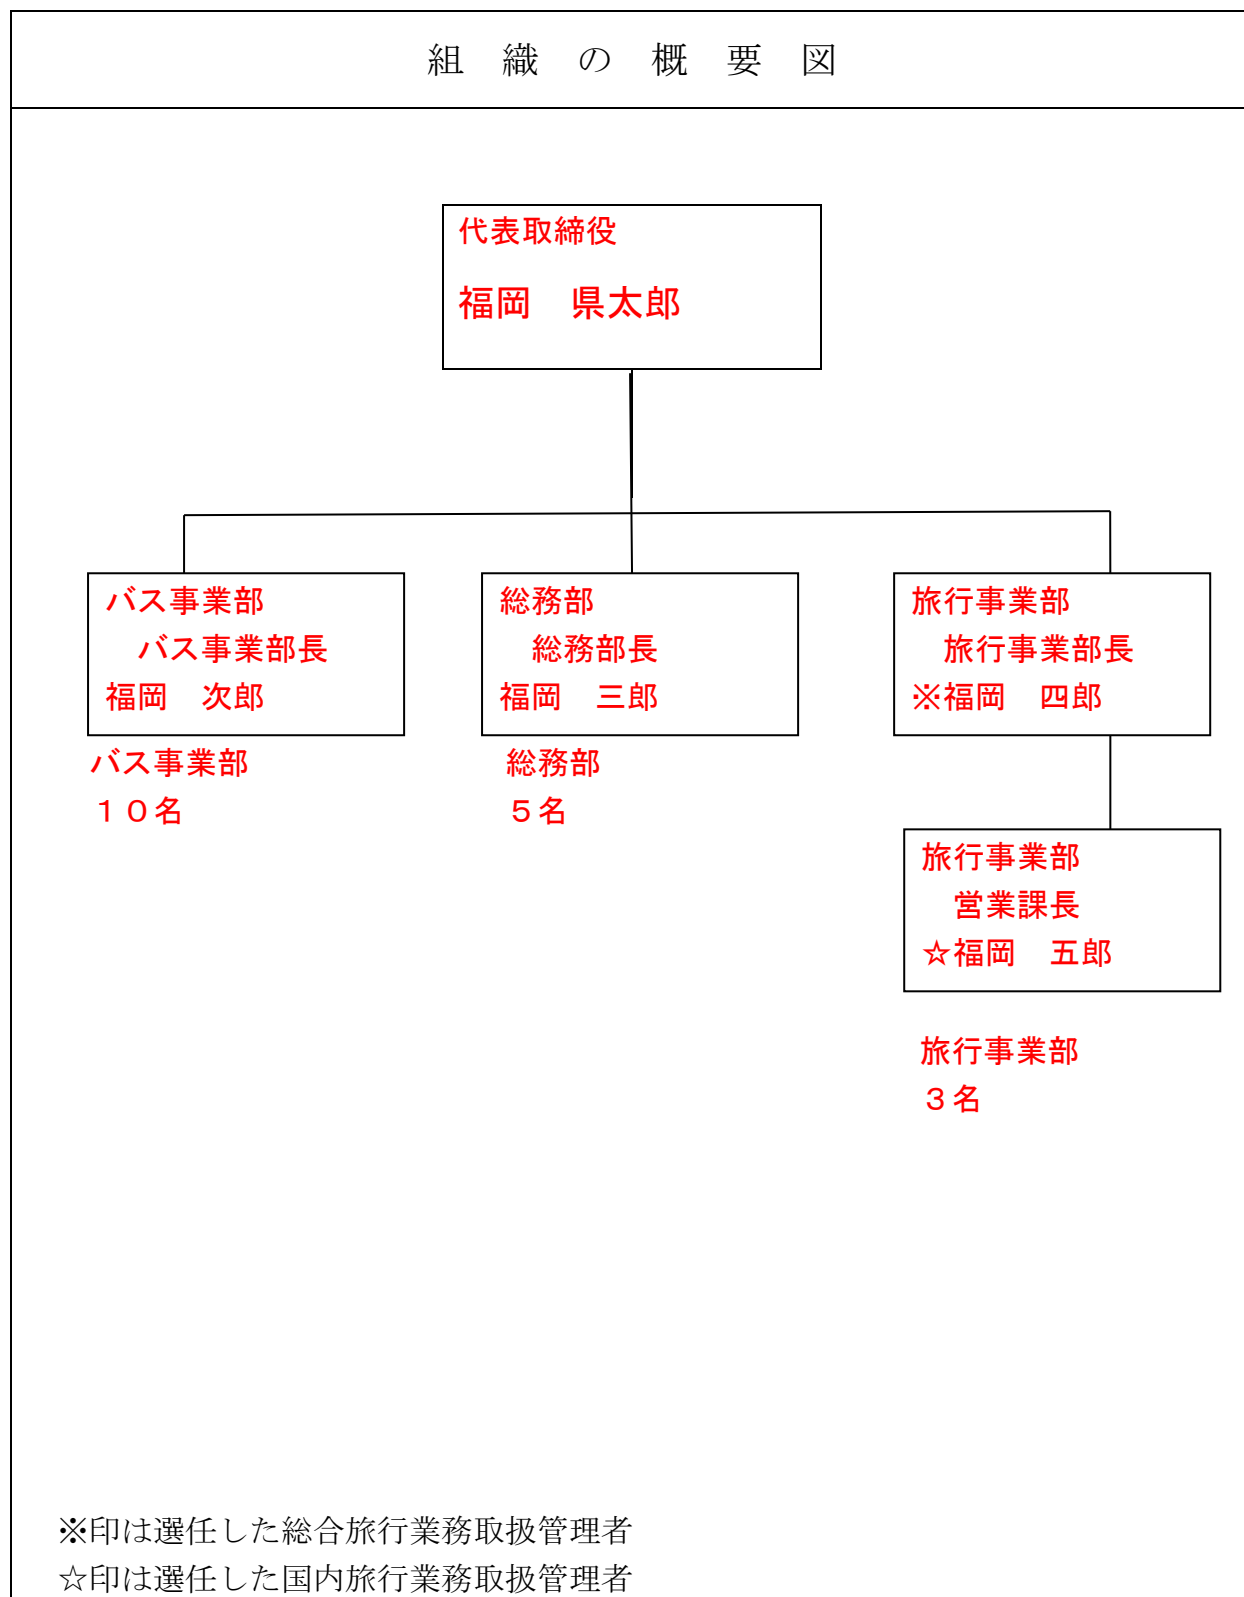 組　織　の　概　要　図
代表取締役
福岡　県太郎
バス事業部
バス事業部長
福岡　次郎
バス事業部
１０名
総務部
総務部長
福岡　三郎
総務部
５名
旅行事業部
旅行事業部長
※福岡　四郎
旅行事業部
営業課長
☆福岡　五郎
旅行事業部
３名
※印は選任した総合旅行業務取扱管理者
☆印は選任した国内旅行業務取扱管理者